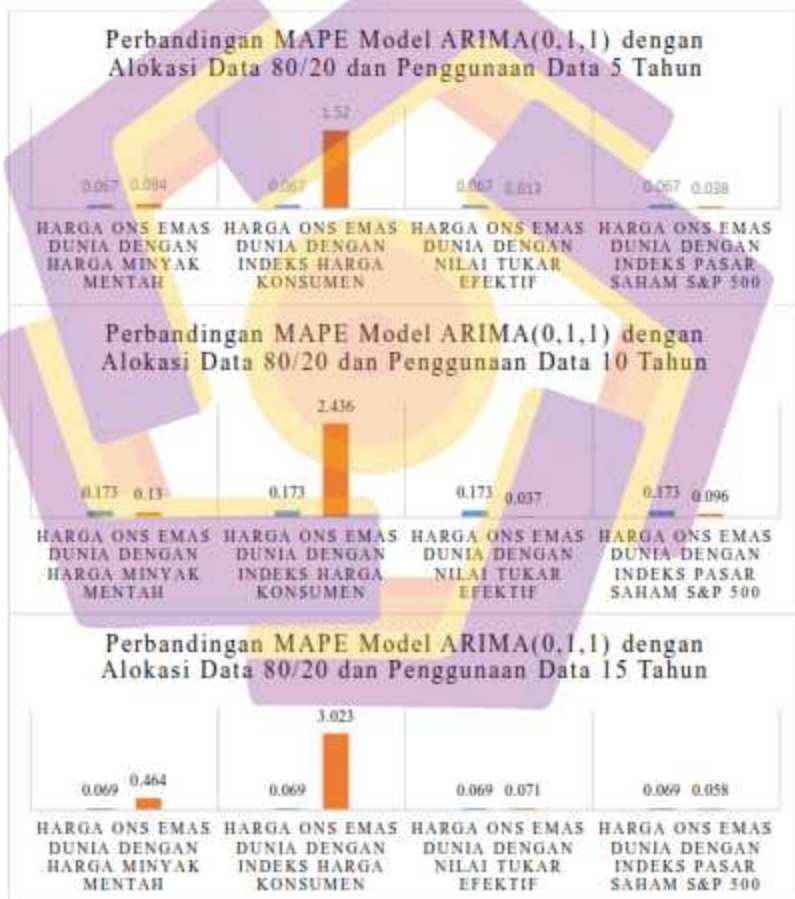 Perbandingan MAPE Model ARIMA(0,1,1) dengan
Alokasi Data 80/20 dan Penggunaan Data 5 Tahun
1.52
0.067 0.094 0.067 0.067 0.013 0.067 0.038
HARGA ONS EMAS DUNIA DENGAN HARGA MINYAK MENTAH
HARGA ONS EMAS DUNIA DENGAN INDEKS HARGA KONSUMEN
HARGA ONS EMAS DUNIA DENGAN NILAI TUKAR EFEKTIF
HARGA ONS EMAS DUNIA DENGAN INDEKS PASAR SAHAM S&P 500
Perbandingan MAPE Model ARIMA(0,1,1) dengan
Alokasi Data 80/20 dan Penggunaan Data 10 Tahun
2.436
0.173 0.13 0.173 0.173 0.037 0.173 0.096
HARGA ONS EMAS DUNIA DENGAN HARGA MINYAK MENTAH
HARGA ONS EMAS DUNIA DENGAN INDEKS HARGA KONSUMEN
HARGA ONS EMAS DUNIA DENGAN NILAI TUKAR EFEKTIF
HARGA ONS EMAS DUNIA DENGAN INDEKS PASAR SAHAM S&P 500
Perbandingan MAPE Model ARIMA(0,1,1) dengan
Alokasi Data 80/20 dan Penggunaan Data 15 Tahun
3.023
0.069 0.464 0.069 0.069 0.071 0.069 0.058
HARGA ONS EMAS DUNIA DENGAN HARGA MINYAK MENTAH
HARGA ONS EMAS DUNIA DENGAN INDEKS HARGA KONSUMEN
HARGA ONS EMAS DUNIA DENGAN NILAI TUKAR EFEKTIF
HARGA ONS EMAS DUNIA DENGAN INDEKS PASAR SAHAM S&P 500